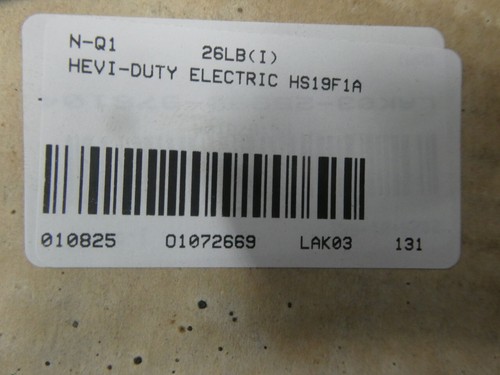 N-Q1 26LB(I)
HEVI-DUTY ELECTRIC HS19F1A
010825 01072669 LAK03 131